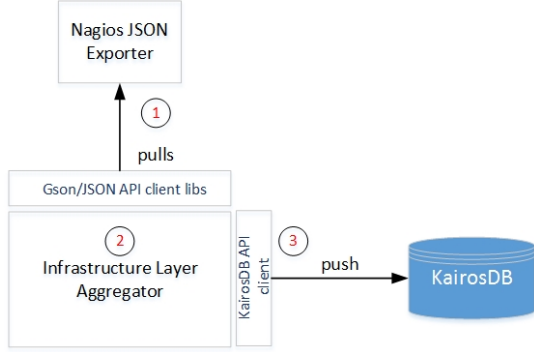 Nagios JSON
Exporter
1
pulls
Gson/JSON API client libs
2
Infrastructure Layer
Aggregator
KairosDB API
client
3
push
KairosDB